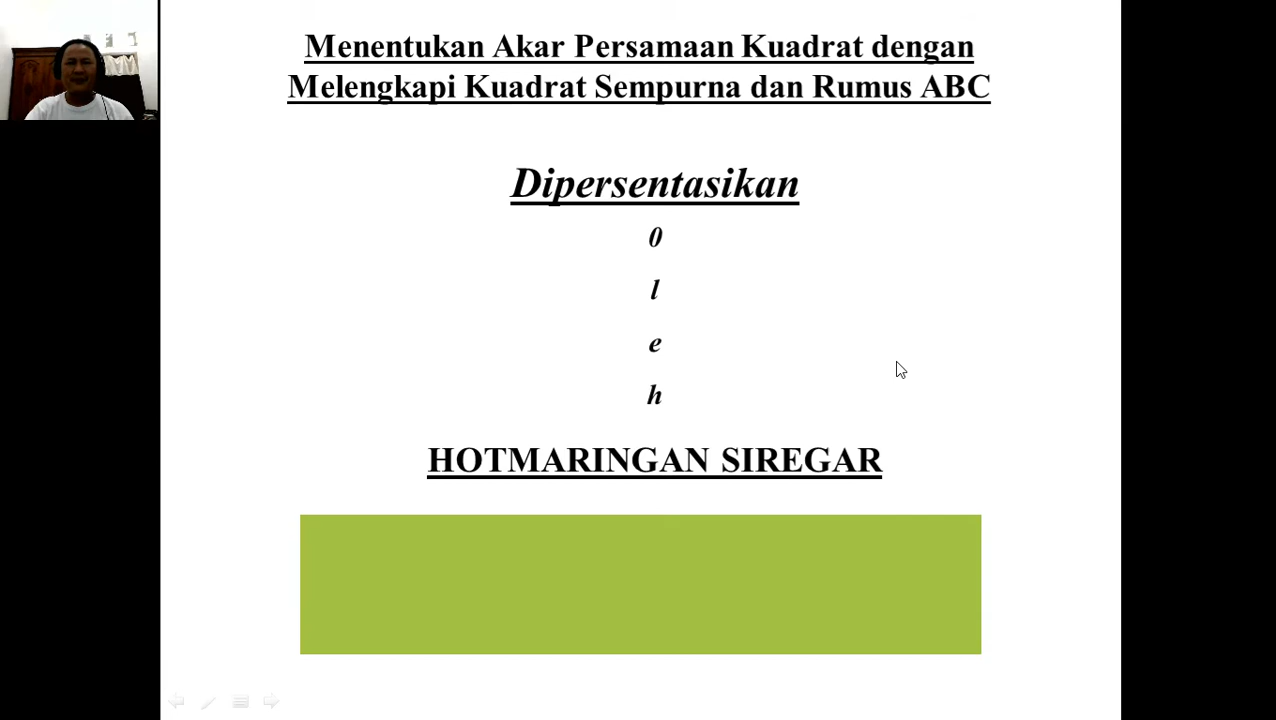 Menentukan Akar Persamaan Kuadrat dengan
Melengkapi Kuadrat Sempurna dan Rumus ABC
Dipersentasikan
0
l
e
h
HOTMARINGAN SIREGAR